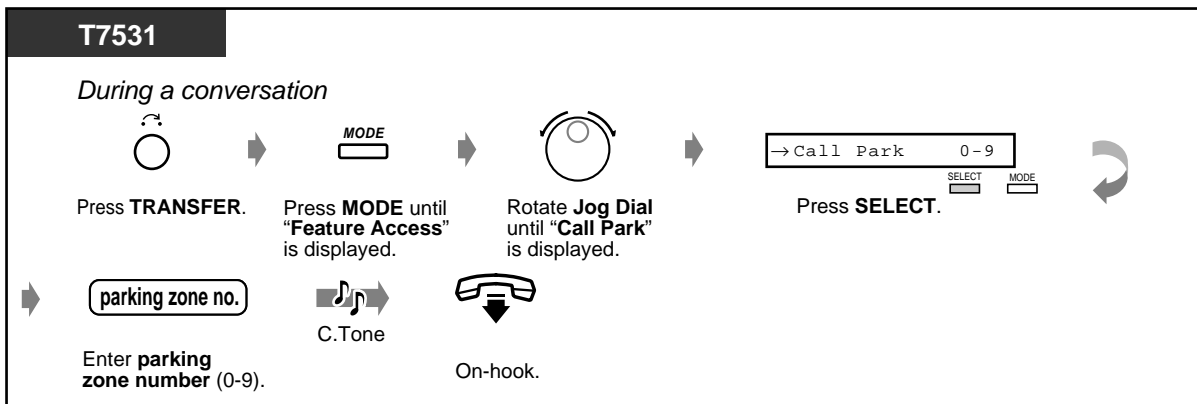 T7531
During a conversation
MODE
→Call Park 0-9
SELECT MODE
Press TRANSFER.
Press MODE until
“Feature Access”
is displayed.
Rotate Jog Dial
until “Call Park”
is displayed.
Press SELECT.
parking zone no.
C.Tone
Enter parking
zone number (0-9).
On-hook.